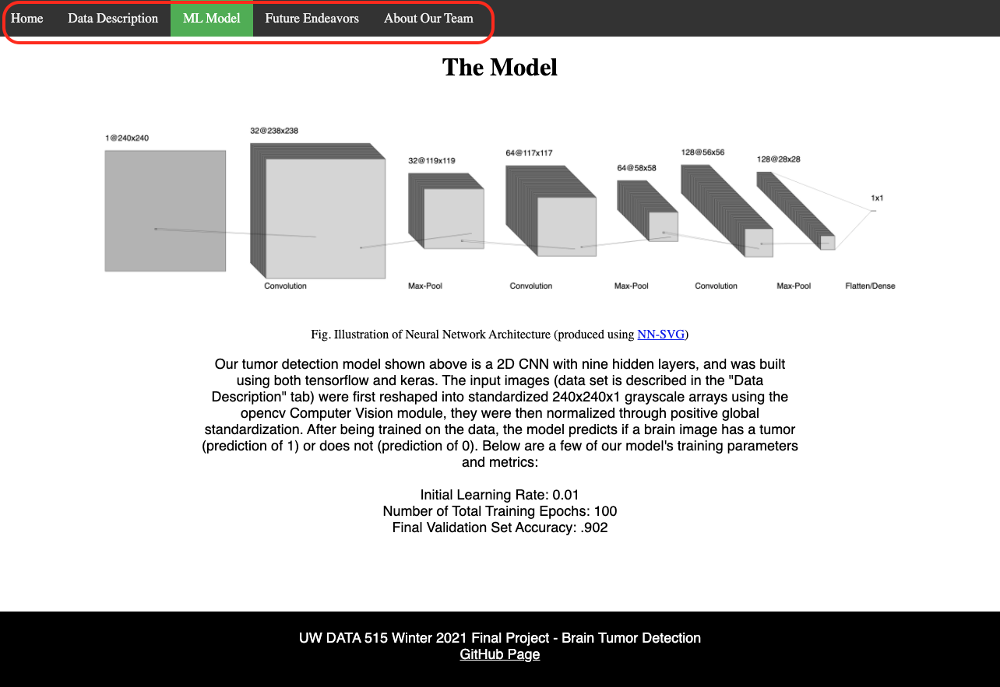 Home Data Description ML Model Future Endeavors About Our Team
The Model
1@240x240
32@238x238
32@119x119
64@117x117
64@58x58
128@56x56
128@28x28
1x1
Convolution Max-Pool Convolution Max-Pool Convolution Max-Pool Flatten/Dense
Fig. Illustration of Neural Network Architecture (produced using NN-SVG)
Our tumor detection model shown above is a 2D CNN with nine hidden layers, and was built
using both tensorflow and keras. The input images (data set is described in the "Data
Description" tab) were first reshaped into standardized 240x240x1 grayscale arrays using the
opencv Computer Vision module, they were then normalized through positive global
standardization. After being trained on the data, the model predicts if a brain image has a tumor
(prediction of 1) or does not (prediction of 0). Below are a few of our model's training parameters
and metrics:
Initial Learning Rate: 0.01
Number of Total Training Epochs: 100
Final Validation Set Accuracy: .902
UW DATA 515 Winter 2021 Final Project - Brain Tumor Detection
GitHub Page